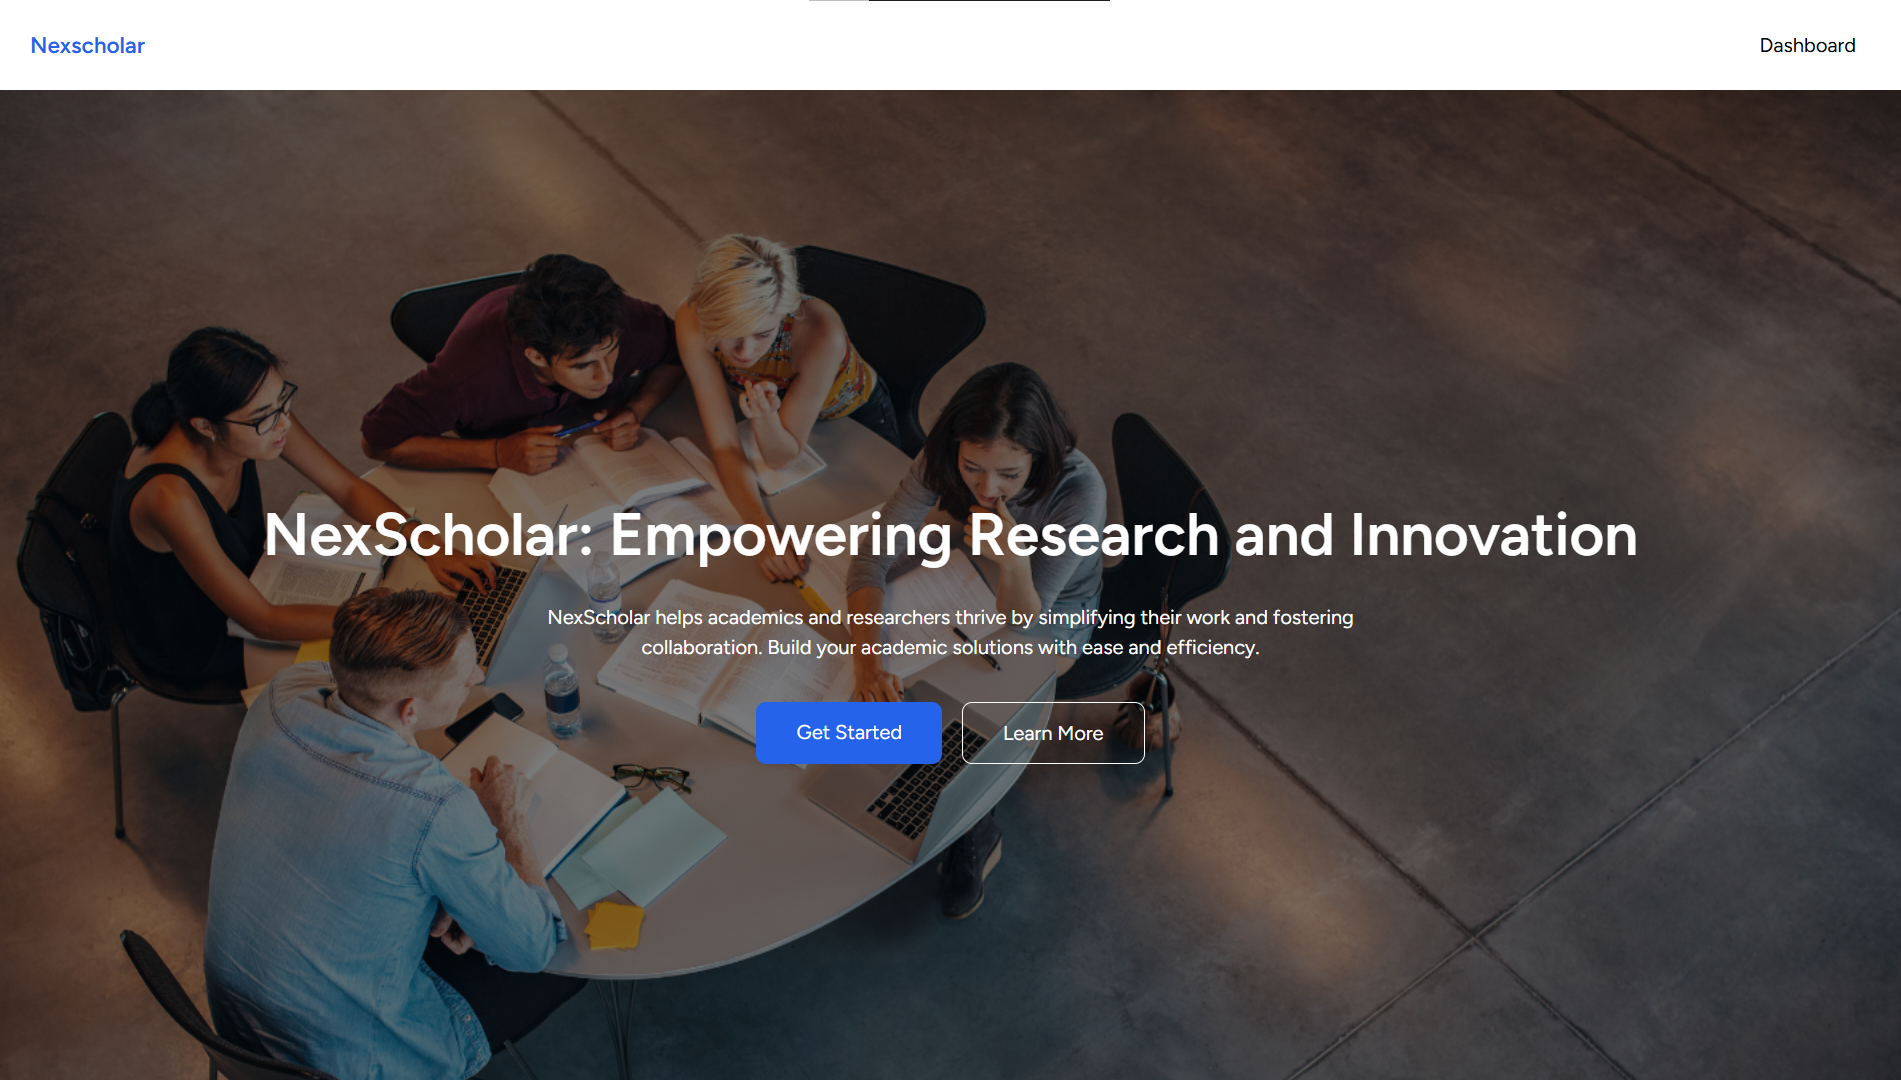 Nexscholar
Dashboard
NexScholar: Empowering Research and Innovation
NexScholar helps academics and researchers thrive by simplifying their work and fostering
collaboration. Build your academic solutions with ease and efficiency.
Get Started
Learn More